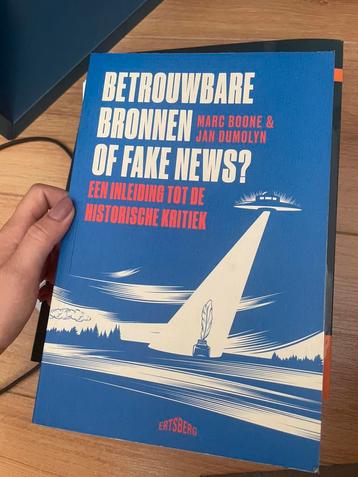 BETROUWBARE
BRONNEN
MARC BOONE &
JAN DUMOLYN
OF FAKE NEWS?
EEN INLEIDING TOT DE
HISTORISCHE KRITIEK
ERTSBERG